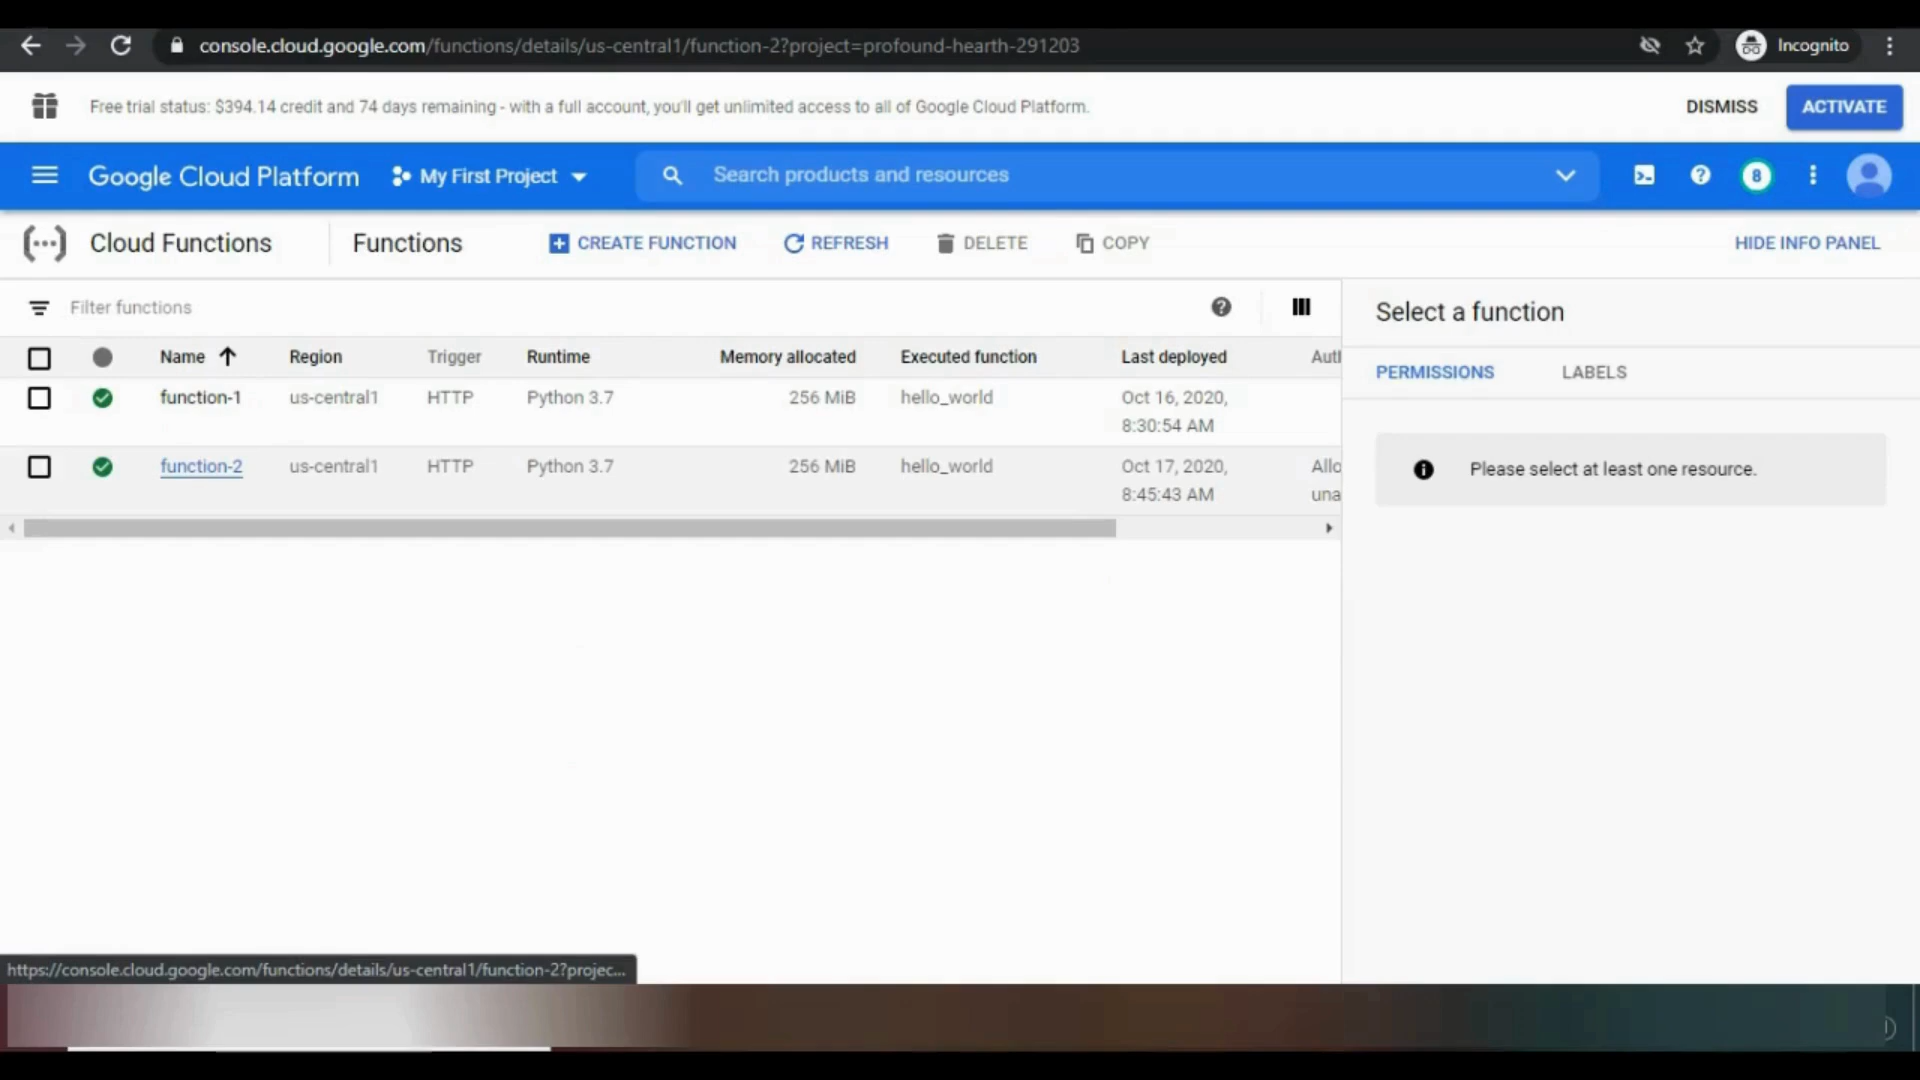 console.cloud.google.com/functions/details/us-central1/function-2?project=profound-hearth-291203
Incognito
Free trial status: $394.14 credit and 74 days remaining - with a full account, you'll get unlimited access to all of Google Cloud Platform.
DISMISS
ACTIVATE
Google Cloud Platform
My First Project
Search products and resources
8
Cloud Functions
Functions
CREATE FUNCTION
REFRESH
DELETE
COPY
HIDE INFO PANEL
Filter functions
Name
Region
Trigger
Runtime
Memory allocated
Executed function
Last deployed
Auth
function-1
us-central1
HTTP
Python 3.7
256 MiB
hello_world
Oct 16, 2020,
8:30:54 AM
function-2
us-central1
HTTP
Python 3.7
256 MiB
hello_world
Oct 17, 2020,
8:45:43 AM
Allo
una
Select a function
PERMISSIONS
LABELS
Please select at least one resource.
https://console.cloud.google.com/functions/details/us-central1/function-2?projec...